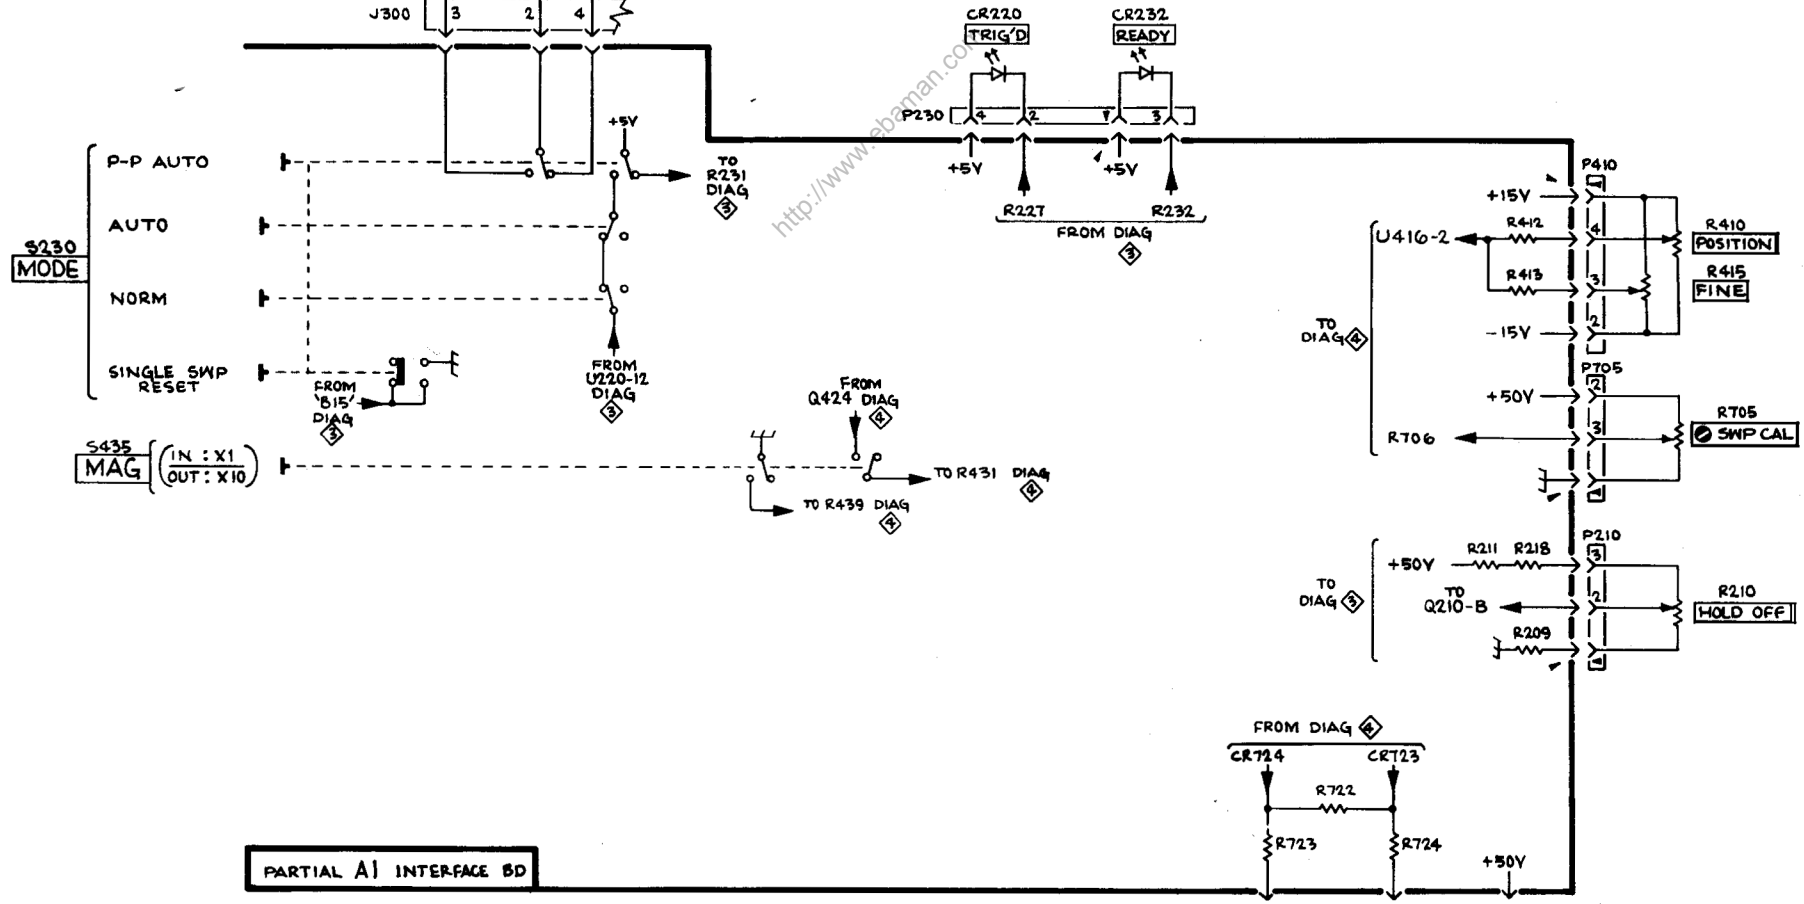 J300 3 2 4
CR220
TRIG'D
CR232
READY
P230 4 2 1 3
+5V
+5V
R227
R232
FROM DIAG
3
http://www.ebaman.com
S230
MODE
P-P AUTO
AUTO
NORM
SINGLE SWP
RESET
+5V
TO
R231
DIAG
3
FROM
U220-12
DIAG
3
FROM
'B15'
DIAG
3
S435
MAG
IN : X1
OUT : X10
FROM
Q424 DIAG
4
TO R431 DIAG
4
TO R439 DIAG
4
P410
+15V
R412
4
U416-2
R413
3
-15V
2
R410
POSITION
R415
FINE
TO
DIAG 4
P705
+50V
2
R706
3
R705
SWP CAL
P210
+50V
R211 R218
3
TO
DIAG 3
TO
Q210-B
2
R209
R210
HOLD OFF
FROM DIAG 4
CR724
CR723
R722
R723
R724
+50V
PARTIAL A1 INTERFACE BD